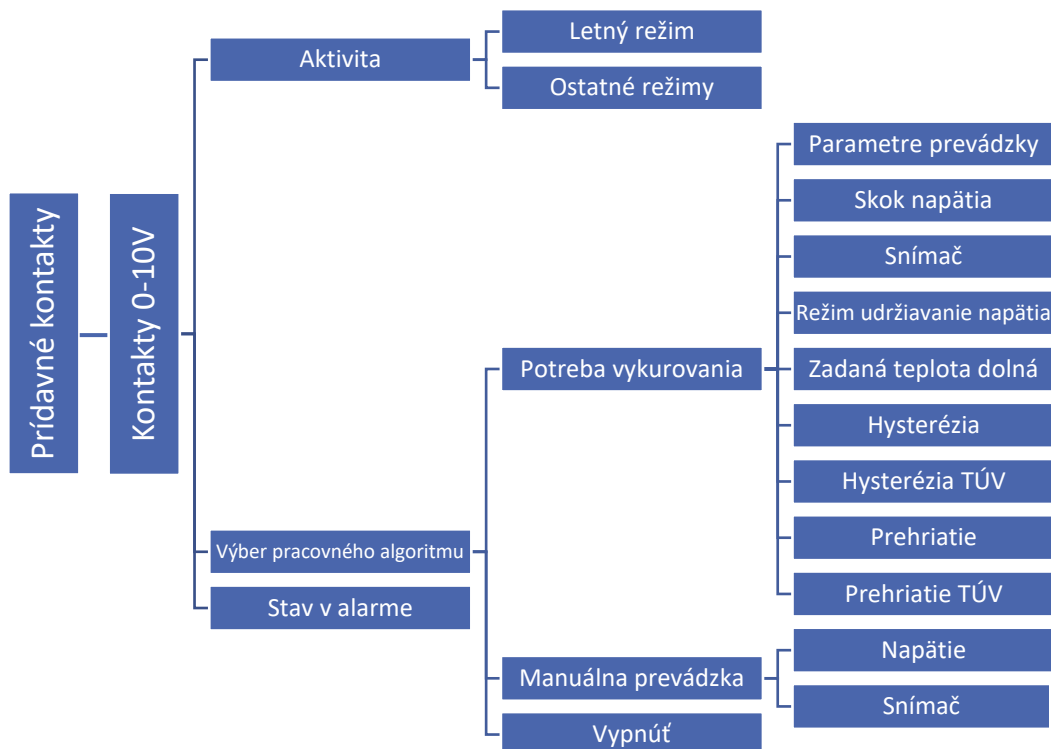 Prídavné kontakty
Kontakty 0-10V
Aktivita
Letný režim
Ostatné režimy
Výber pracovného algoritmu
Potreba vykurovania
Parametre prevádzky
Skok napätia
Snímač
Režim udržiavanie napätia
Zadaná teplota dolná
Hysterézia
Hysterézia TÚV
Prehriatie
Prehriatie TÚV
Manuálna prevádzka
Napätie
Snímač
Vypnúť
Stav v alarme